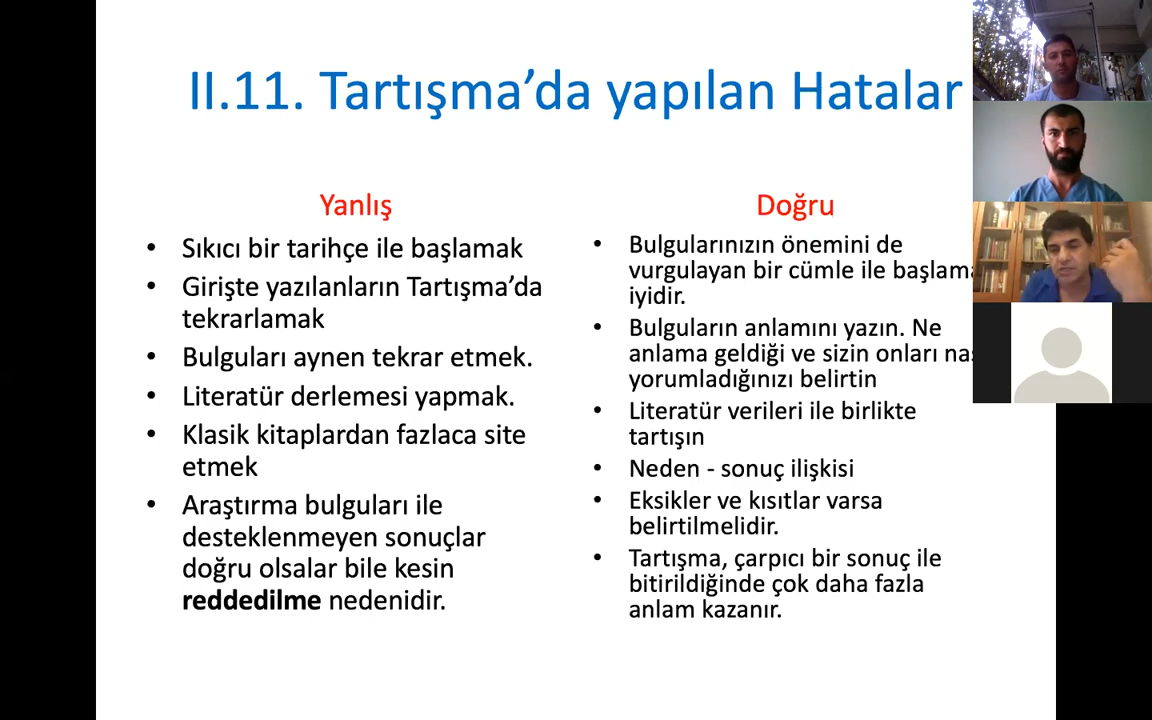 II.11. Tartışma’da yapılan Hatalar
Yanlış
• Sıkıcı bir tarihçe ile başlamak
• Girişte yazılanların Tartışma’da
tekrarlamak
• Bulguları aynen tekrar etmek.
• Literatür derlemesi yapmak.
• Klasik kitaplardan fazlaca site
etmek
• Araştırma bulguları ile
desteklenmeyen sonuçlar
doğru olsalar bile kesin
reddedilme nedenidir.
Doğru
• Bulgularınızın önemini de
vurgulayan bir cümle ile
iyidir.
• Bulguların anlamını yazın. Ne
anlama geldiği ve sizin onları
yorumladığınızı belirtin
• Literatür verileri ile birlikte
tartışın
• Neden - sonuç ilişkisi
• Eksikler ve kısıtlar varsa
belirtilmelidir.
• Tartışma, çarpıcı bir sonuç ile
bitirildiğinde çok daha fazla
anlam kazanır.